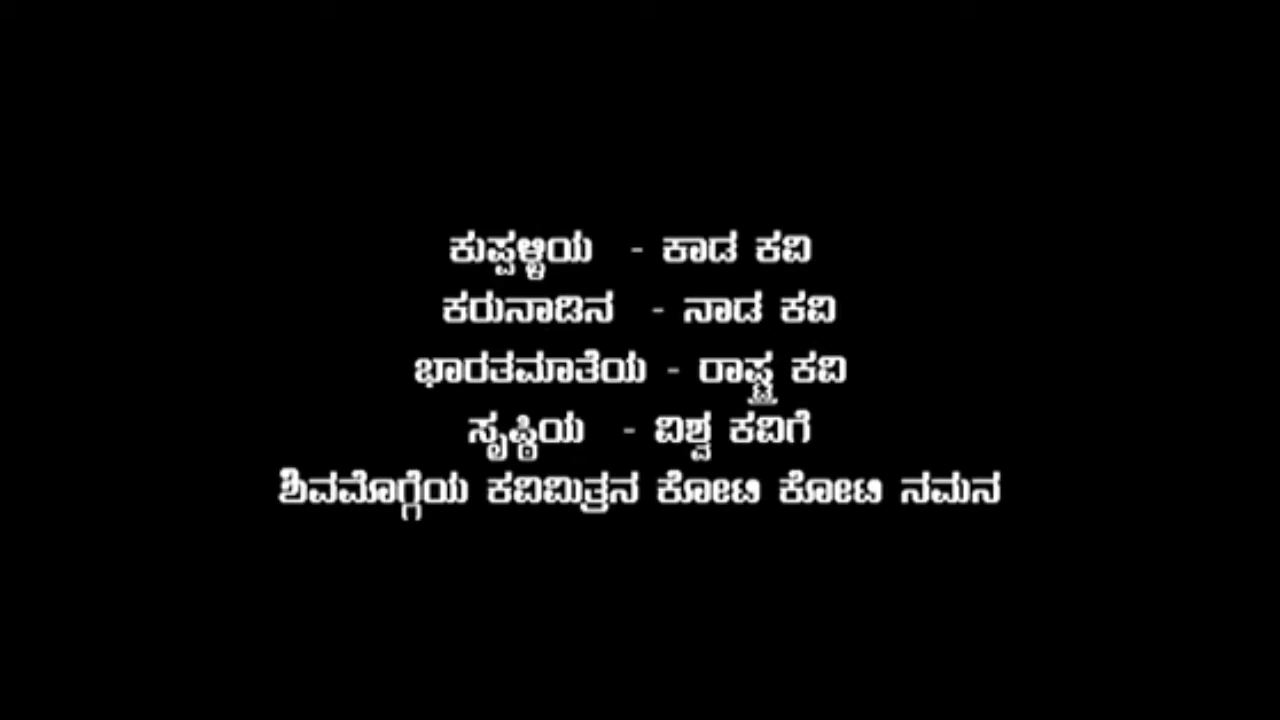 ಕುಪ್ಪಳ್ಳಿಯ - ಕಾಡ ಕವಿ
ಕರುನಾಡಿನ - ನಾಡ ಕವಿ
ಭಾರತಮಾತೆಯ - ರಾಷ್ಟ್ರ ಕವಿ
ಸೃಷ್ಠಿಯ - ವಿಶ್ವ ಕವಿಗೆ
ಶಿವಮೊಗ್ಗೆಯ ಕವಿಮಿತ್ರನ ಕೋಟಿ ಕೋಟಿ ನಮನ